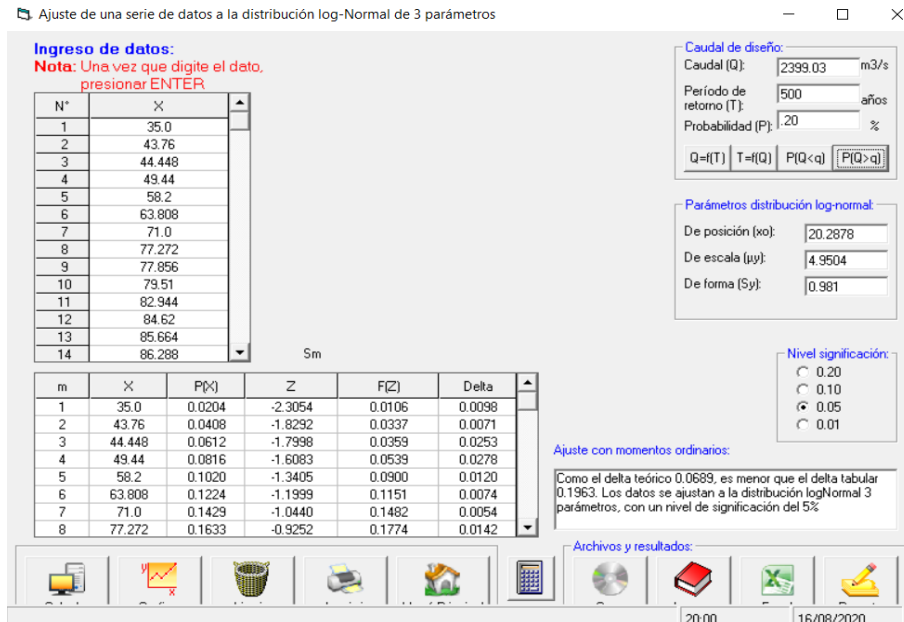 Ajuste de una serie de datos a la distribución log-Normal de 3 parámetros
Ingreso de datos:
Nota: Una vez que digite el dato,
presionar ENTER
N° X
1 35.0
2 43.76
3 44.448
4 49.44
5 58.2
6 63.808
7 71.0
8 77.272
9 77.856
10 79.51
11 82.944
12 84.62
13 85.664
14 86.288
Sm
Caudal de diseño:
Caudal (Q): 2399.03 m3/s
Período de
retorno (T): 500 años
Probabilidad (P): .20 %
Q=f(T) T=f(Q) P(Q<q) P(Q>q)
Parámetros distribución log-normal:
De posición (xo): 20.2878
De escala (µy): 4.9504
De forma (Sy): 0.981
Nivel significación:
0.20
0.10
0.05
0.01
m X P(X) Z F(Z) Delta
1 35.0 0.0204 -2.3054 0.0106 0.0098
2 43.76 0.0408 -1.8292 0.0337 0.0071
3 44.448 0.0612 -1.7998 0.0359 0.0253
4 49.44 0.0816 -1.6083 0.0539 0.0278
5 58.2 0.1020 -1.3405 0.0900 0.0120
6 63.808 0.1224 -1.1999 0.1151 0.0074
7 71.0 0.1429 -1.0440 0.1482 0.0054
8 77.272 0.1633 -0.9252 0.1774 0.0142
Ajuste con momentos ordinarios:
Como el delta teórico 0.0689, es menor que el delta tabular
0.1963. Los datos se ajustan a la distribución logNormal 3
parámetros, con un nivel de significación del 5%
Archivos y resultados:
20:00 16/08/2020